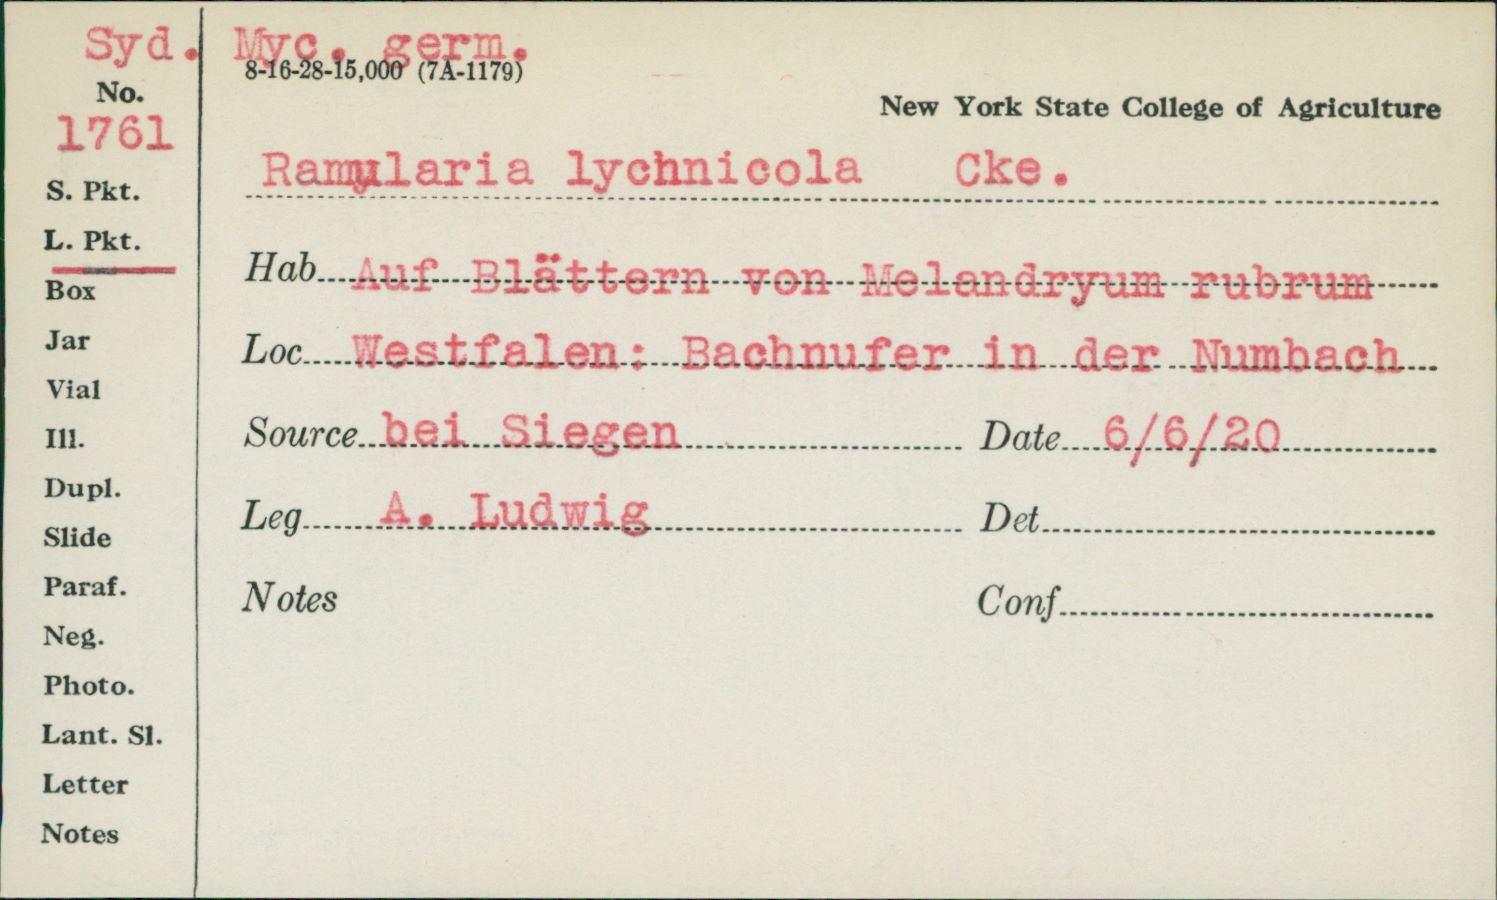 Syd. Myc. germ.
8-16-28-15,000 (7A-1179)
No.
1761
New York State College of Agriculture
Ramularia lychnicola Cke.
S. Pkt.
L. Pkt.
Hab. Auf Blättern von Melandryum rubrum
Box
Loc. Westfalen: Bachnufer in der Numbach
Jar
Vial
Source bei Siegen Date 6/6/20
Ill.
Dupl.
Leg. A. Ludwig Det.
Slide
Paraf.
Notes Conf.
Neg.
Photo.
Lant. Sl.
Letter
Notes